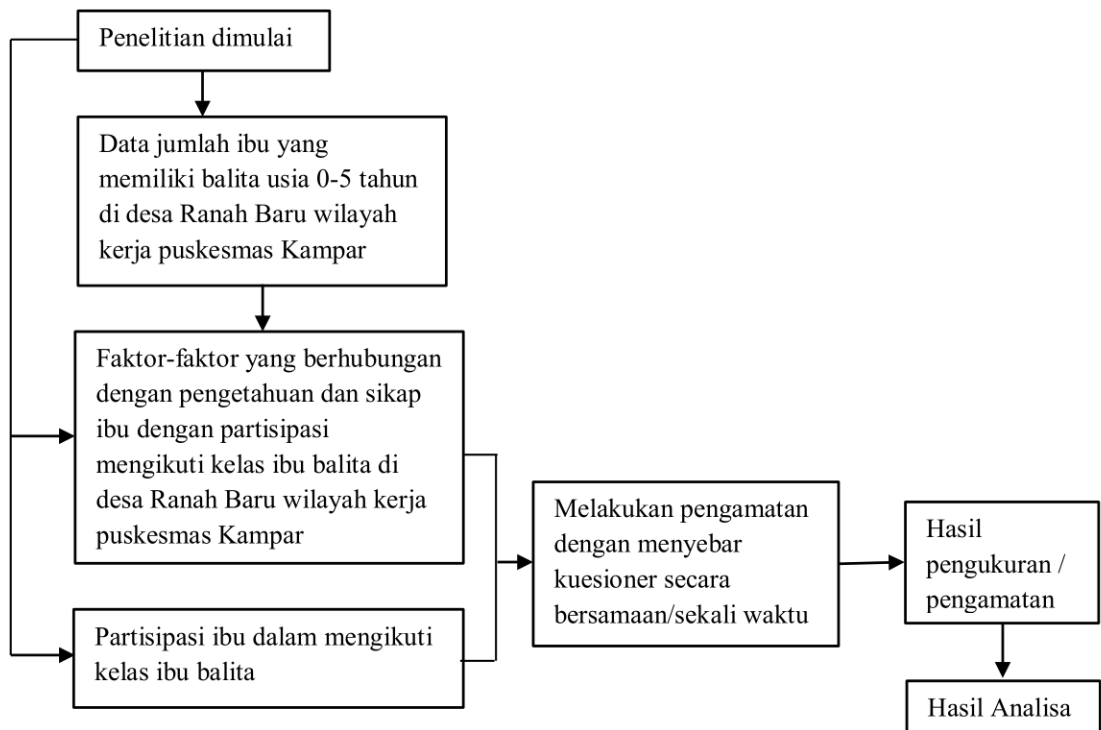 Penelitian dimulai
Data jumlah ibu yang
memiliki balita usia 0-5 tahun
di desa Ranah Baru wilayah
kerja puskesmas Kampar
Faktor-faktor yang berhubungan
dengan pengetahuan dan sikap
ibu dengan partisipasi
mengikuti kelas ibu balita di
desa Ranah Baru wilayah kerja
puskesmas Kampar
Partisipasi ibu dalam mengikuti
kelas ibu balita
Melakukan pengamatan
dengan menyebar
kuesioner secara
bersamaan/sekali waktu
Hasil
pengukuran /
pengamatan
Hasil Analisa